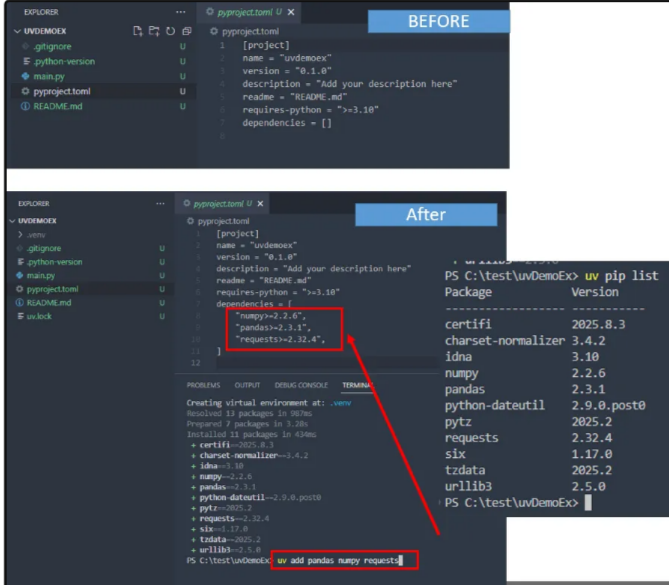 EXPLORER
UVDEMOEX
.gitignore U
.python-version U
main.py U
pyproject.toml U
README.md U
pyproject.toml U
BEFORE
pyproject.toml
1 [project]
2 name = "uvdemoex"
3 version = "0.1.0"
4 description = "Add your description here"
5 readme = "README.md"
6 requires-python = ">=3.10"
7 dependencies = []
8
EXPLORER
UVDEMOEX
.venv
.gitignore U
.python-version U
main.py U
pyproject.toml U
README.md U
uv.lock U
pyproject.toml U
After
pyproject.toml
1 [project]
2 name = "uvdemoex"
3 version = "0.1.0"
4 description = "Add your description here"
5 readme = "README.md"
6 requires-python = ">=3.10"
7 dependencies = [
8 "numpy>=2.2.6",
9 "pandas>=2.3.1",
10 "requests>=2.32.4",
11 ]
12
PROBLEMS OUTPUT DEBUG CONSOLE TERMINAL
Creating virtual environment at: .venv
Resolved 13 packages in 987ms
Prepared 7 packages in 3.20s
Installed 11 packages in 434ms
+ certifi==2025.8.3
+ charset-normalizer==3.4.2
+ idna==3.10
+ numpy==2.2.6
+ pandas==2.3.1
+ python-dateutil==2.9.0.post0
+ pytz==2025.2
+ requests==2.32.4
+ six==1.17.0
+ tzdata==2025.2
+ urllib3==2.5.0
PS C:\test\uvDemoEx> uv add pandas numpy requests
PS C:\test\uvDemoEx> uv pip list
Package Version
------------------ -----------
certifi 2025.8.3
charset-normalizer 3.4.2
idna 3.10
numpy 2.2.6
pandas 2.3.1
python-dateutil 2.9.0.post0
pytz 2025.2
requests 2.32.4
six 1.17.0
tzdata 2025.2
urllib3 2.5.0
PS C:\test\uvDemoEx>